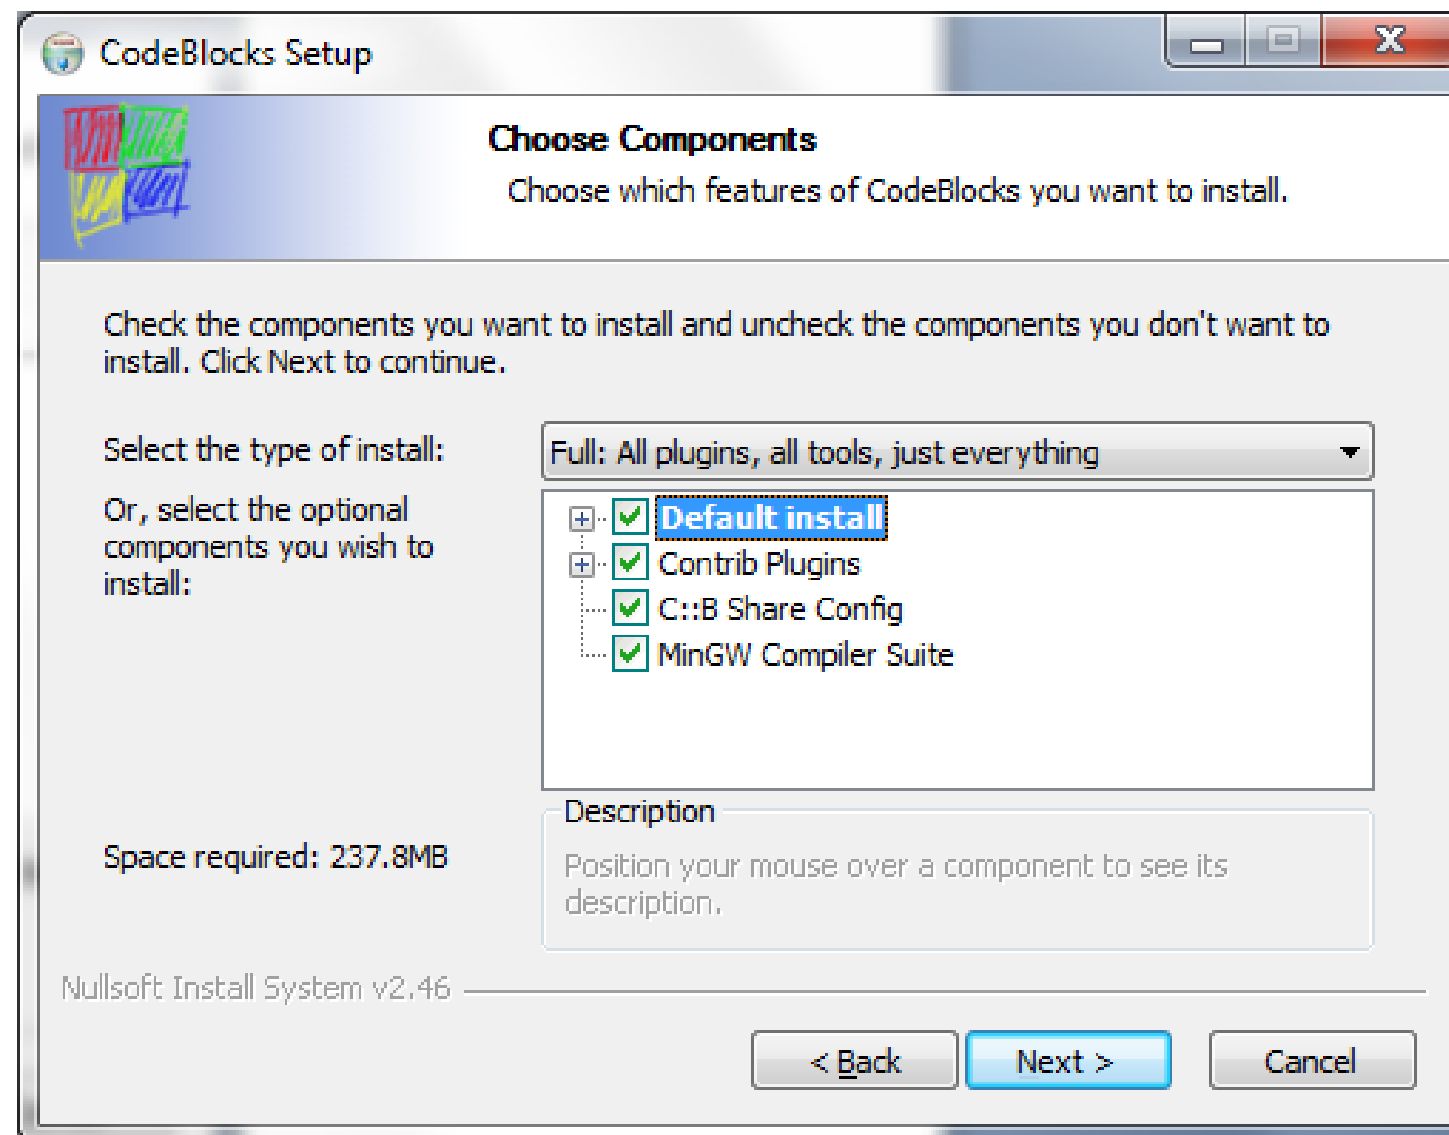 CodeBlocks Setup
Choose Components
Choose which features of CodeBlocks you want to install.
Check the components you want to install and uncheck the components you don't want to
install. Click Next to continue.
Select the type of install:
Full: All plugins, all tools, just everything
Or, select the optional
components you wish to
install:
Default install
Contrib Plugins
C::B Share Config
MinGW Compiler Suite
Space required: 237.8MB
Description
Position your mouse over a component to see its
description.
Nullsoft Install System v2.46
< Back
Next >
Cancel